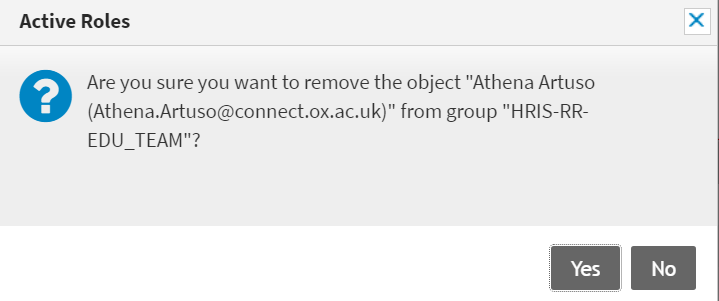 Active Roles
Are you sure you want to remove the object "Athena Artuso
(Athena.Artuso@connect.ox.ac.uk)" from group "HRIS-RR-
EDU_TEAM"?
Yes No